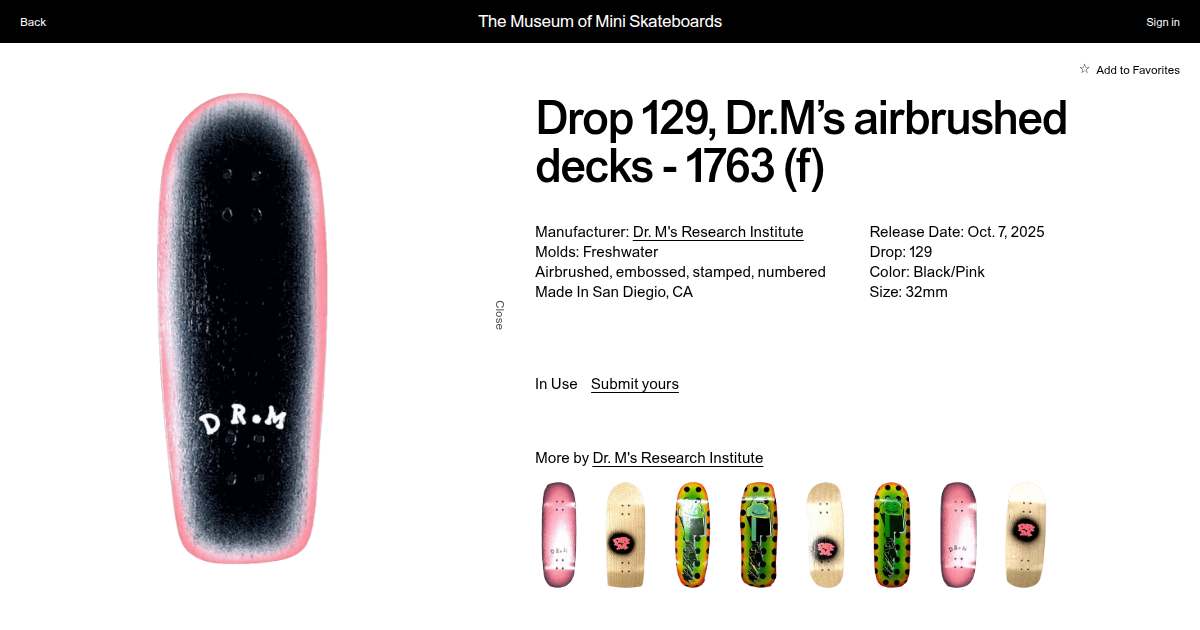 Back
The Museum of Mini Skateboards
Sign in
☆ Add to Favorites
Drop 129, Dr.M’s airbrushed
decks - 1763 (f)
Manufacturer: Dr. M's Research Institute
Molds: Freshwater
Airbrushed, embossed, stamped, numbered
Made In San Diegio, CA
Release Date: Oct. 7, 2025
Drop: 129
Color: Black/Pink
Size: 32mm
Close
DR.M
In Use Submit yours
More by Dr. M's Research Institute
DR.M
DR.M